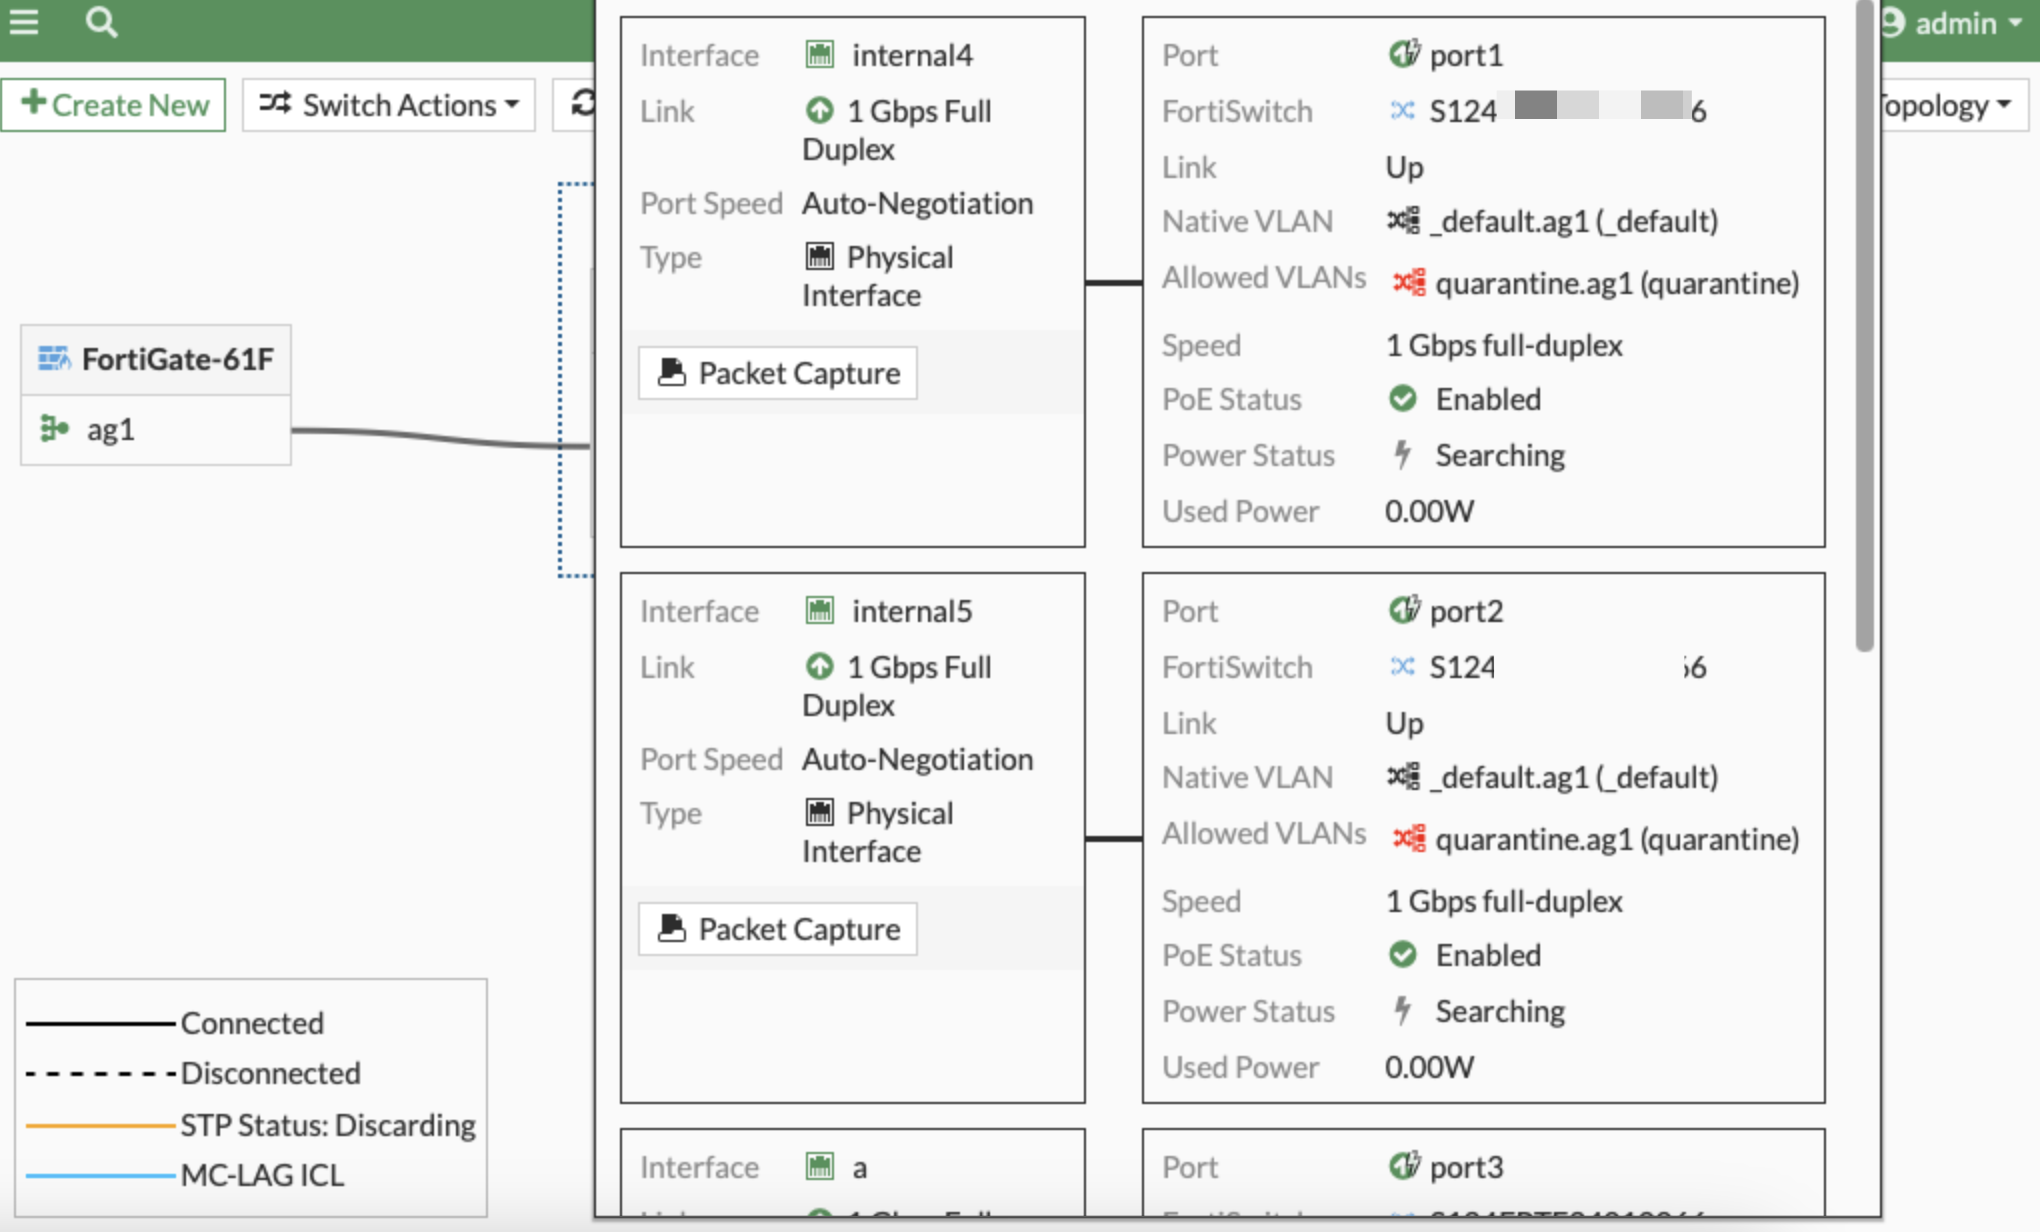 admin
Create New
Switch Actions
Topology
FortiGate-61F
ag1
Connected
Disconnected
STP Status: Discarding
MC-LAG ICL
Interface internal4
Link 1 Gbps Full
Duplex
Port Speed Auto-Negotiation
Type Physical
Interface
Packet Capture
Port port1
FortiSwitch S124 6
Link Up
Native VLAN _default.ag1 (_default)
Allowed VLANs quarantine.ag1 (quarantine)
Speed 1 Gbps full-duplex
PoE Status Enabled
Power Status Searching
Used Power 0.00W
Interface internal5
Link 1 Gbps Full
Duplex
Port Speed Auto-Negotiation
Type Physical
Interface
Packet Capture
Port port2
FortiSwitch S124 66
Link Up
Native VLAN _default.ag1 (_default)
Allowed VLANs quarantine.ag1 (quarantine)
Speed 1 Gbps full-duplex
PoE Status Enabled
Power Status Searching
Used Power 0.00W
Interface a
Link 1 Gbps Full
Port port3
FortiSwitch